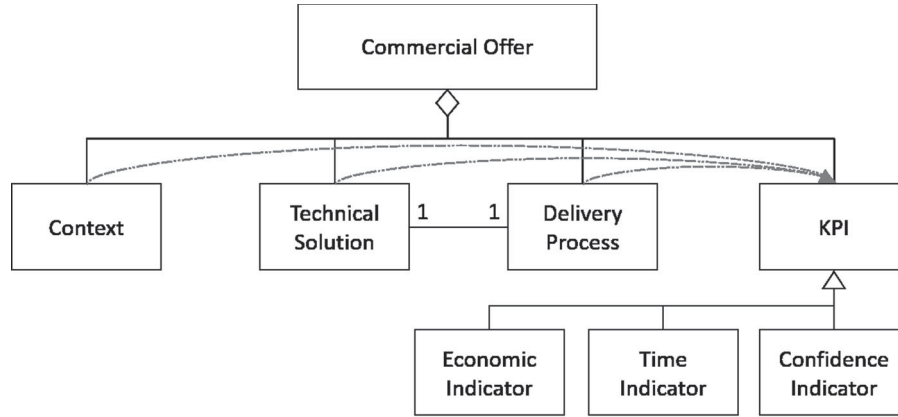 Commercial Offer
Context
Technical
Solution
1
1
Delivery
Process
KPI
Economic
Indicator
Time
Indicator
Confidence
Indicator